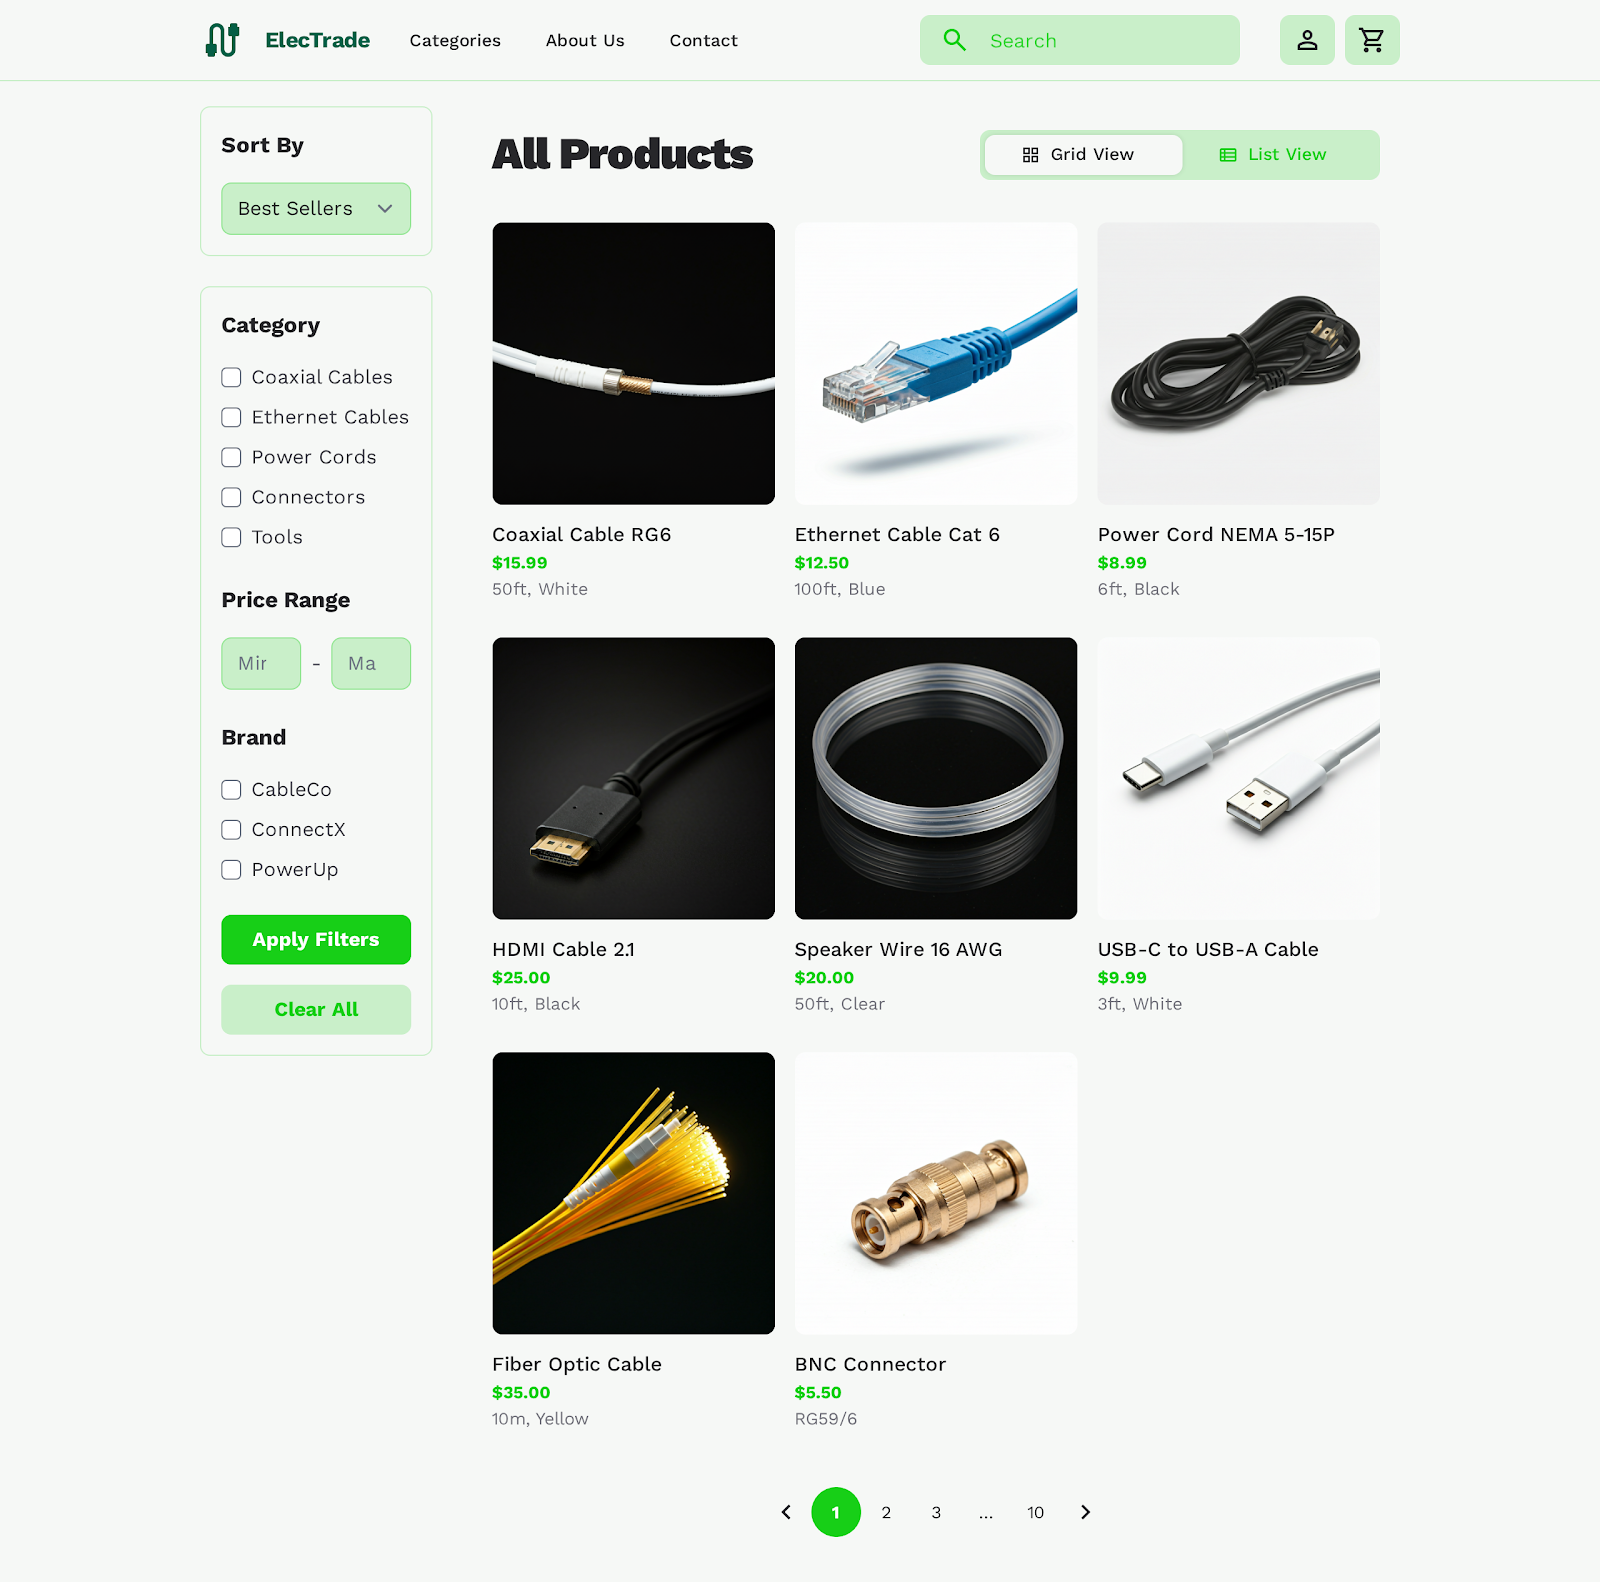 ElecTrade
Categories
About Us
Contact
Search
Sort By
Best Sellers
Category
Coaxial Cables
Ethernet Cables
Power Cords
Connectors
Tools
Price Range
Mir - Ma
Brand
CableCo
ConnectX
PowerUp
Apply Filters
Clear All
All Products
Grid View
List View
Coaxial Cable RG6
$15.99
50ft, White
Ethernet Cable Cat 6
$12.50
100ft, Blue
Power Cord NEMA 5-15P
$8.99
6ft, Black
HDMI Cable 2.1
$25.00
10ft, Black
Speaker Wire 16 AWG
$20.00
50ft, Clear
USB-C to USB-A Cable
$9.99
3ft, White
Fiber Optic Cable
$35.00
10m, Yellow
BNC Connector
$5.50
RG59/6
1 2 3 ... 10